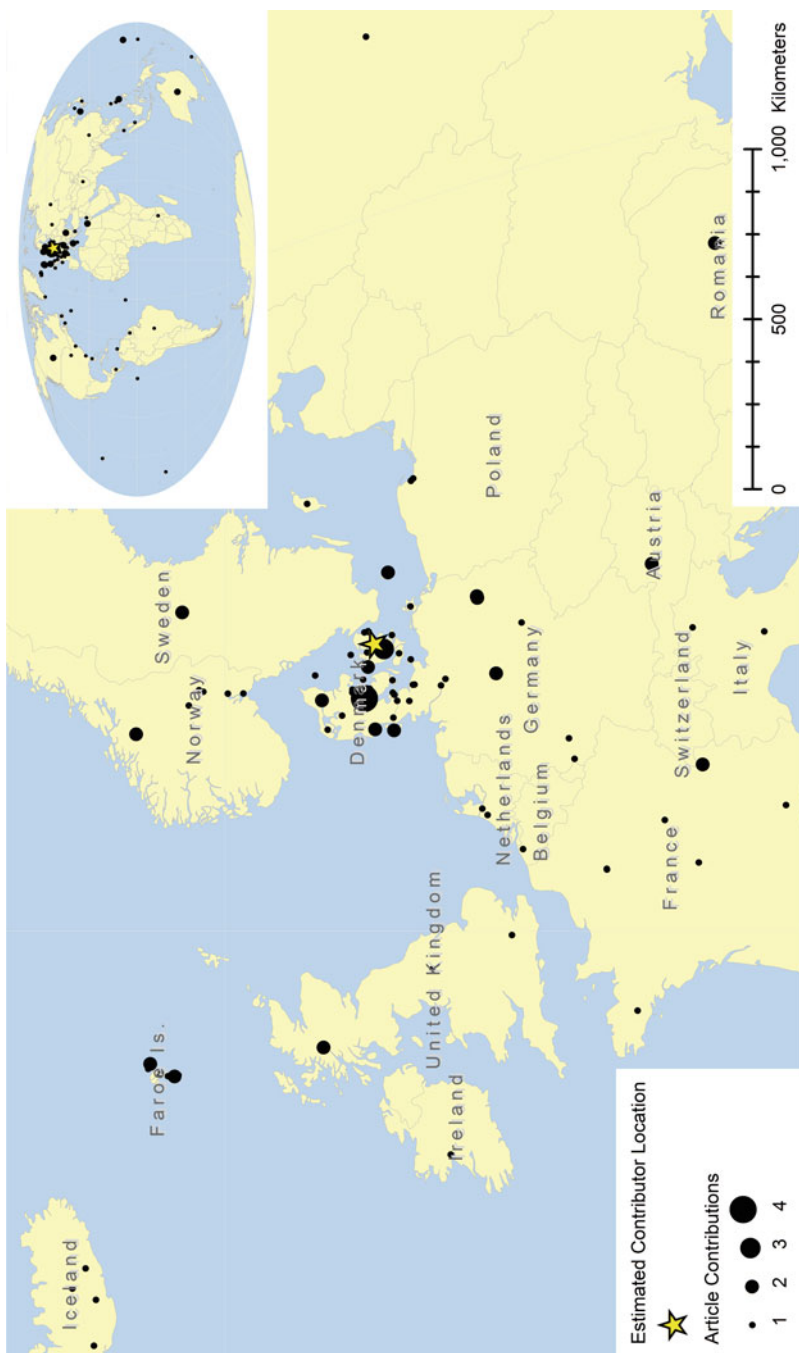 Iceland
Faroe Is.
Norway
Sweden
Denmark
United Kingdom
Ireland
Netherlands
Belgium
Germany
Poland
France
Switzerland
Austria
Italy
Romania
Estimated Contributor Location
Article Contributions
1 2 3 4
0 500 1,000 Kilometers